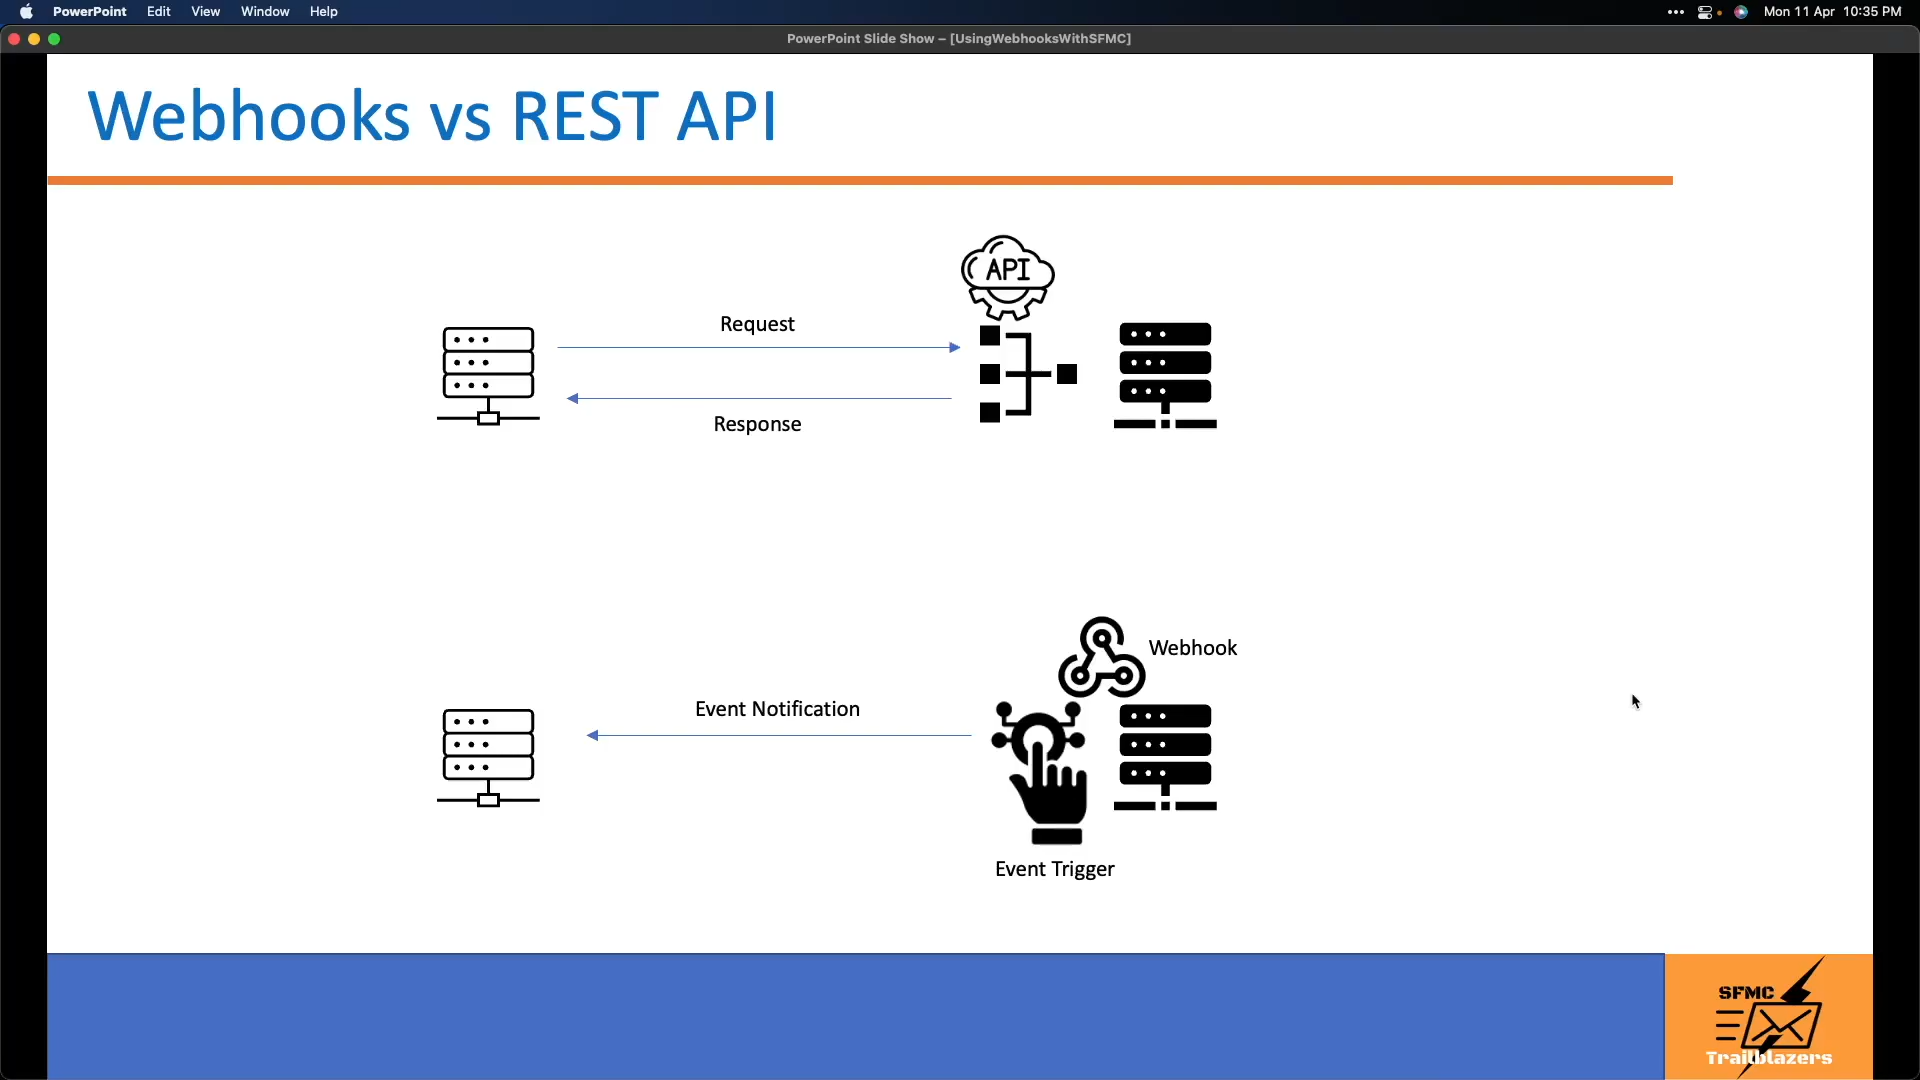 PowerPoint Edit View Window Help Mon 11 Apr 10:35 PM
PowerPoint Slide Show – [UsingWebhooksWithSFMC]
Webhooks vs REST API
API
Request
Response
Webhook
Event Notification
Event Trigger
SFMC
Trailblazers